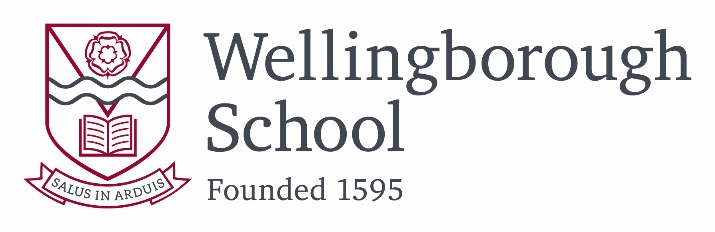 Wellingborough
School
Founded 1595
SALUS IN ARDUIS